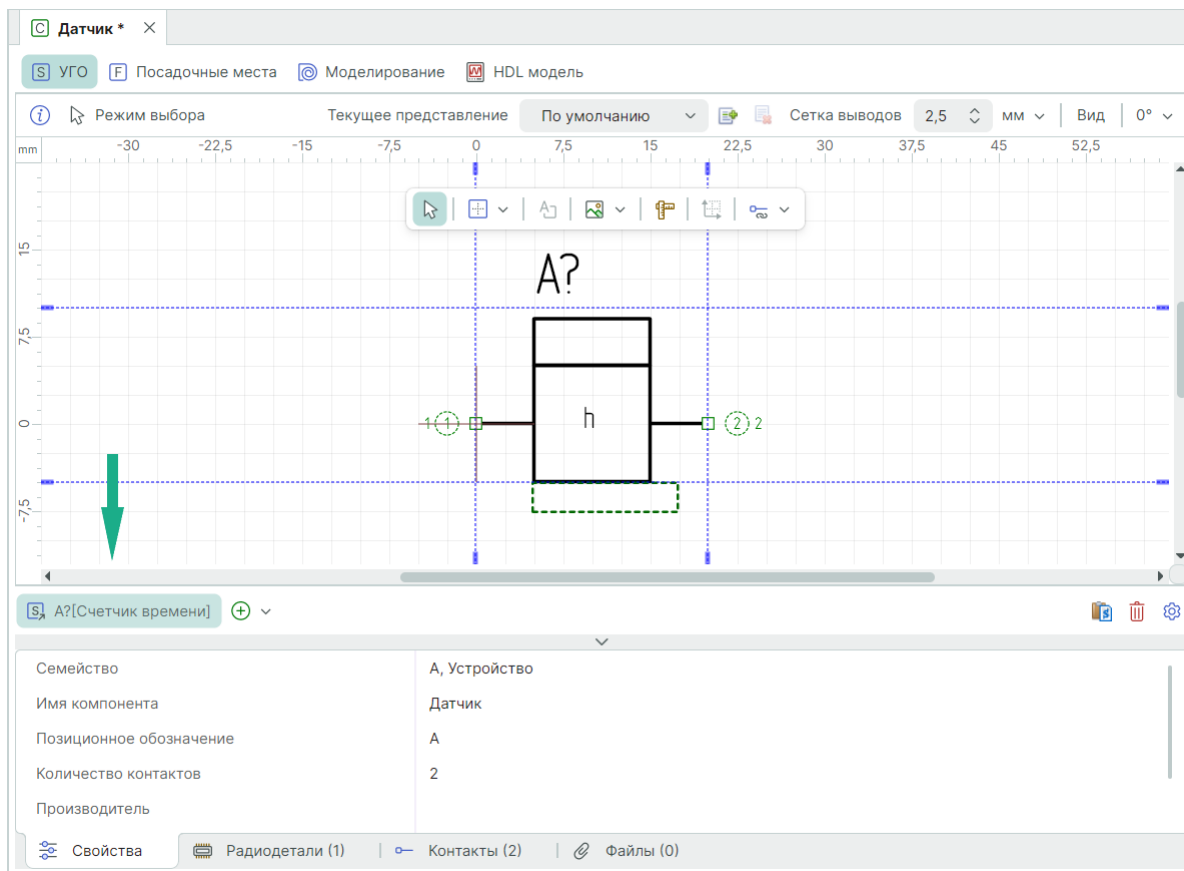 C Датчик *
S УГО F Посадочные места Моделирование HDL модель
i Режим выбора Текущее представление По умолчанию Сетка выводов 2,5 мм Вид 0°
mm -30 -22,5 -15 -7,5 0 7,5 15 22,5 30 37,5 45 52,5
15
A?
7,5
h
0 1 1 2 2
-7,5
S A?[Счетчик времени]
Семейство A, Устройство
Имя компонента Датчик
Позиционное обозначение A
Количество контактов 2
Производитель
Свойства Радиодетали (1) Контакты (2) Файлы (0)